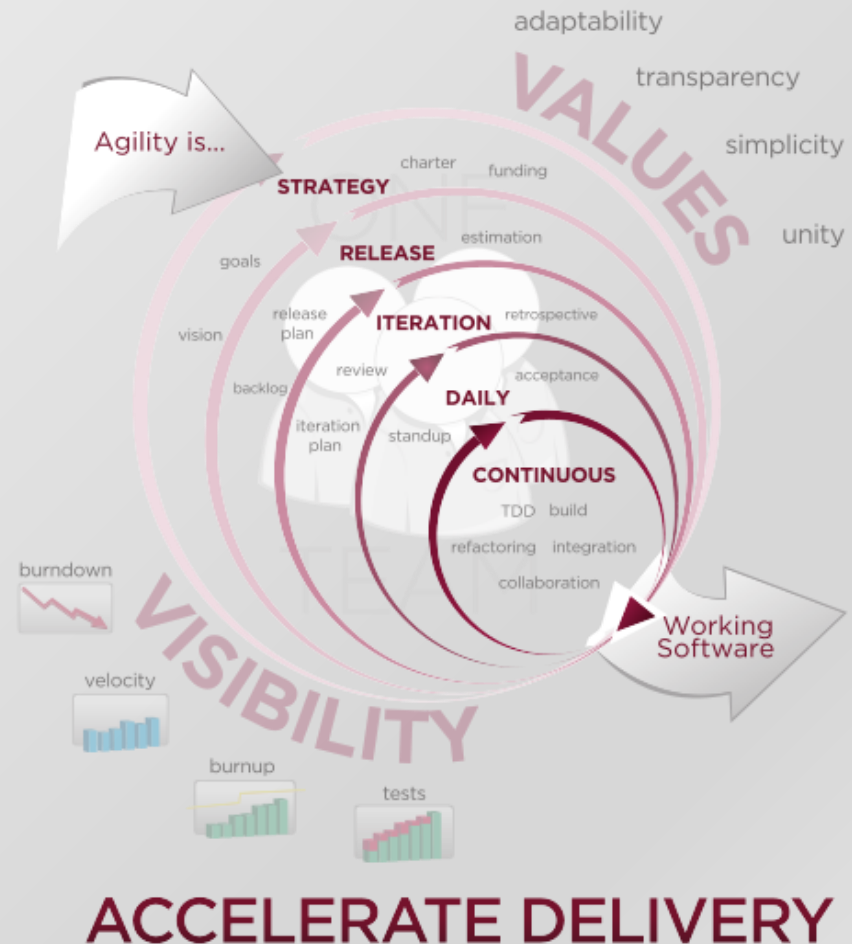 adaptability
VALUES
transparency
simplicity
unity
Agility is...
STRATEGY
charter
funding
ONE
goals
RELEASE
estimation
vision
release
plan
ITERATION
retrospective
backlog
review
DAILY
acceptance
iteration
plan
standup
CONTINUOUS
TDD build
refactoring integration
collaboration
TEAM
Working
Software
VISIBILITY
burndown
velocity
burnup
tests
ACCELERATE DELIVERY